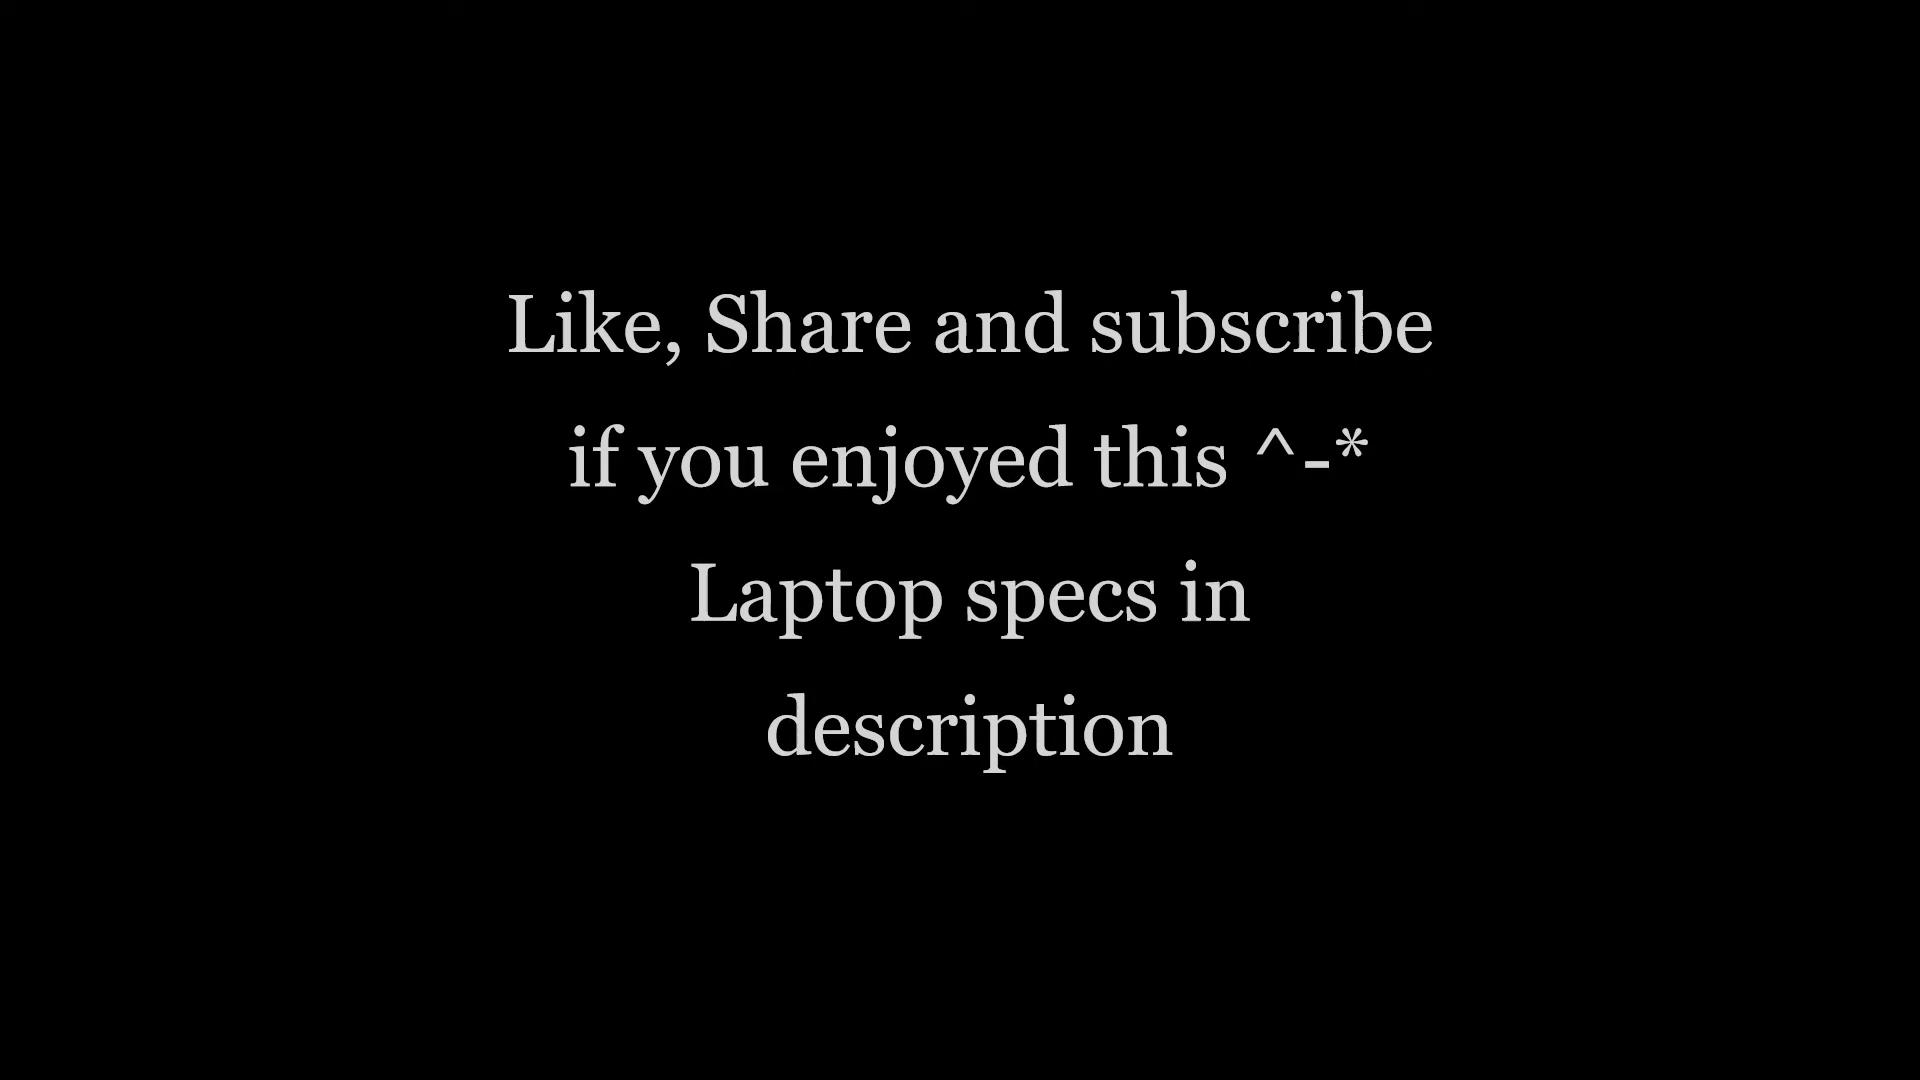 Like, Share and subscribe
if you enjoyed this ^-*
Laptop specs in
description